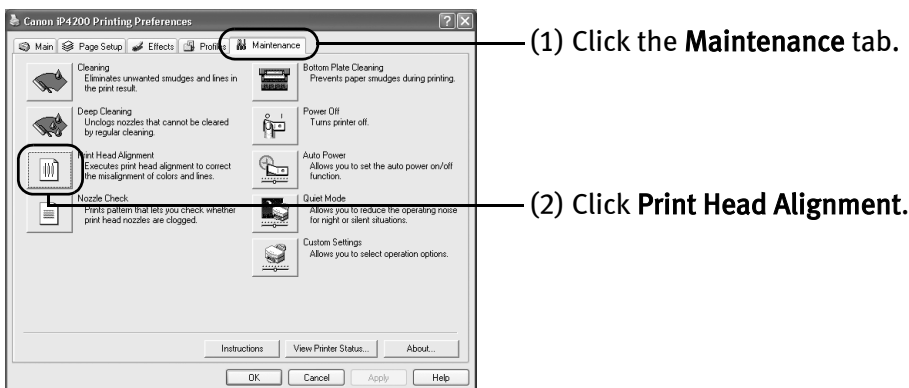 Canon iP4200 Printing Preferences
Main Page Setup Effects Profiles Maintenance
(1) Click the Maintenance tab.
Cleaning
Eliminates unwanted smudges and lines in
the print result.
Deep Cleaning
Unclogs nozzles that cannot be cleared
by regular cleaning.
Print Head Alignment
Executes print head alignment to correct
the misalignment of colors and lines.
Nozzle Check
Prints pattern that lets you check whether
print head nozzles are clogged.
Bottom Plate Cleaning
Prevents paper smudges during printing.
Power Off
Turns printer off.
Auto Power
Allows you to set the auto power on/off
function.
Quiet Mode
Allows you to reduce the operating noise
for night or silent situations.
Custom Settings
Allows you to select operation options.
(2) Click Print Head Alignment.
Instructions View Printer Status... About...
OK Cancel Apply Help